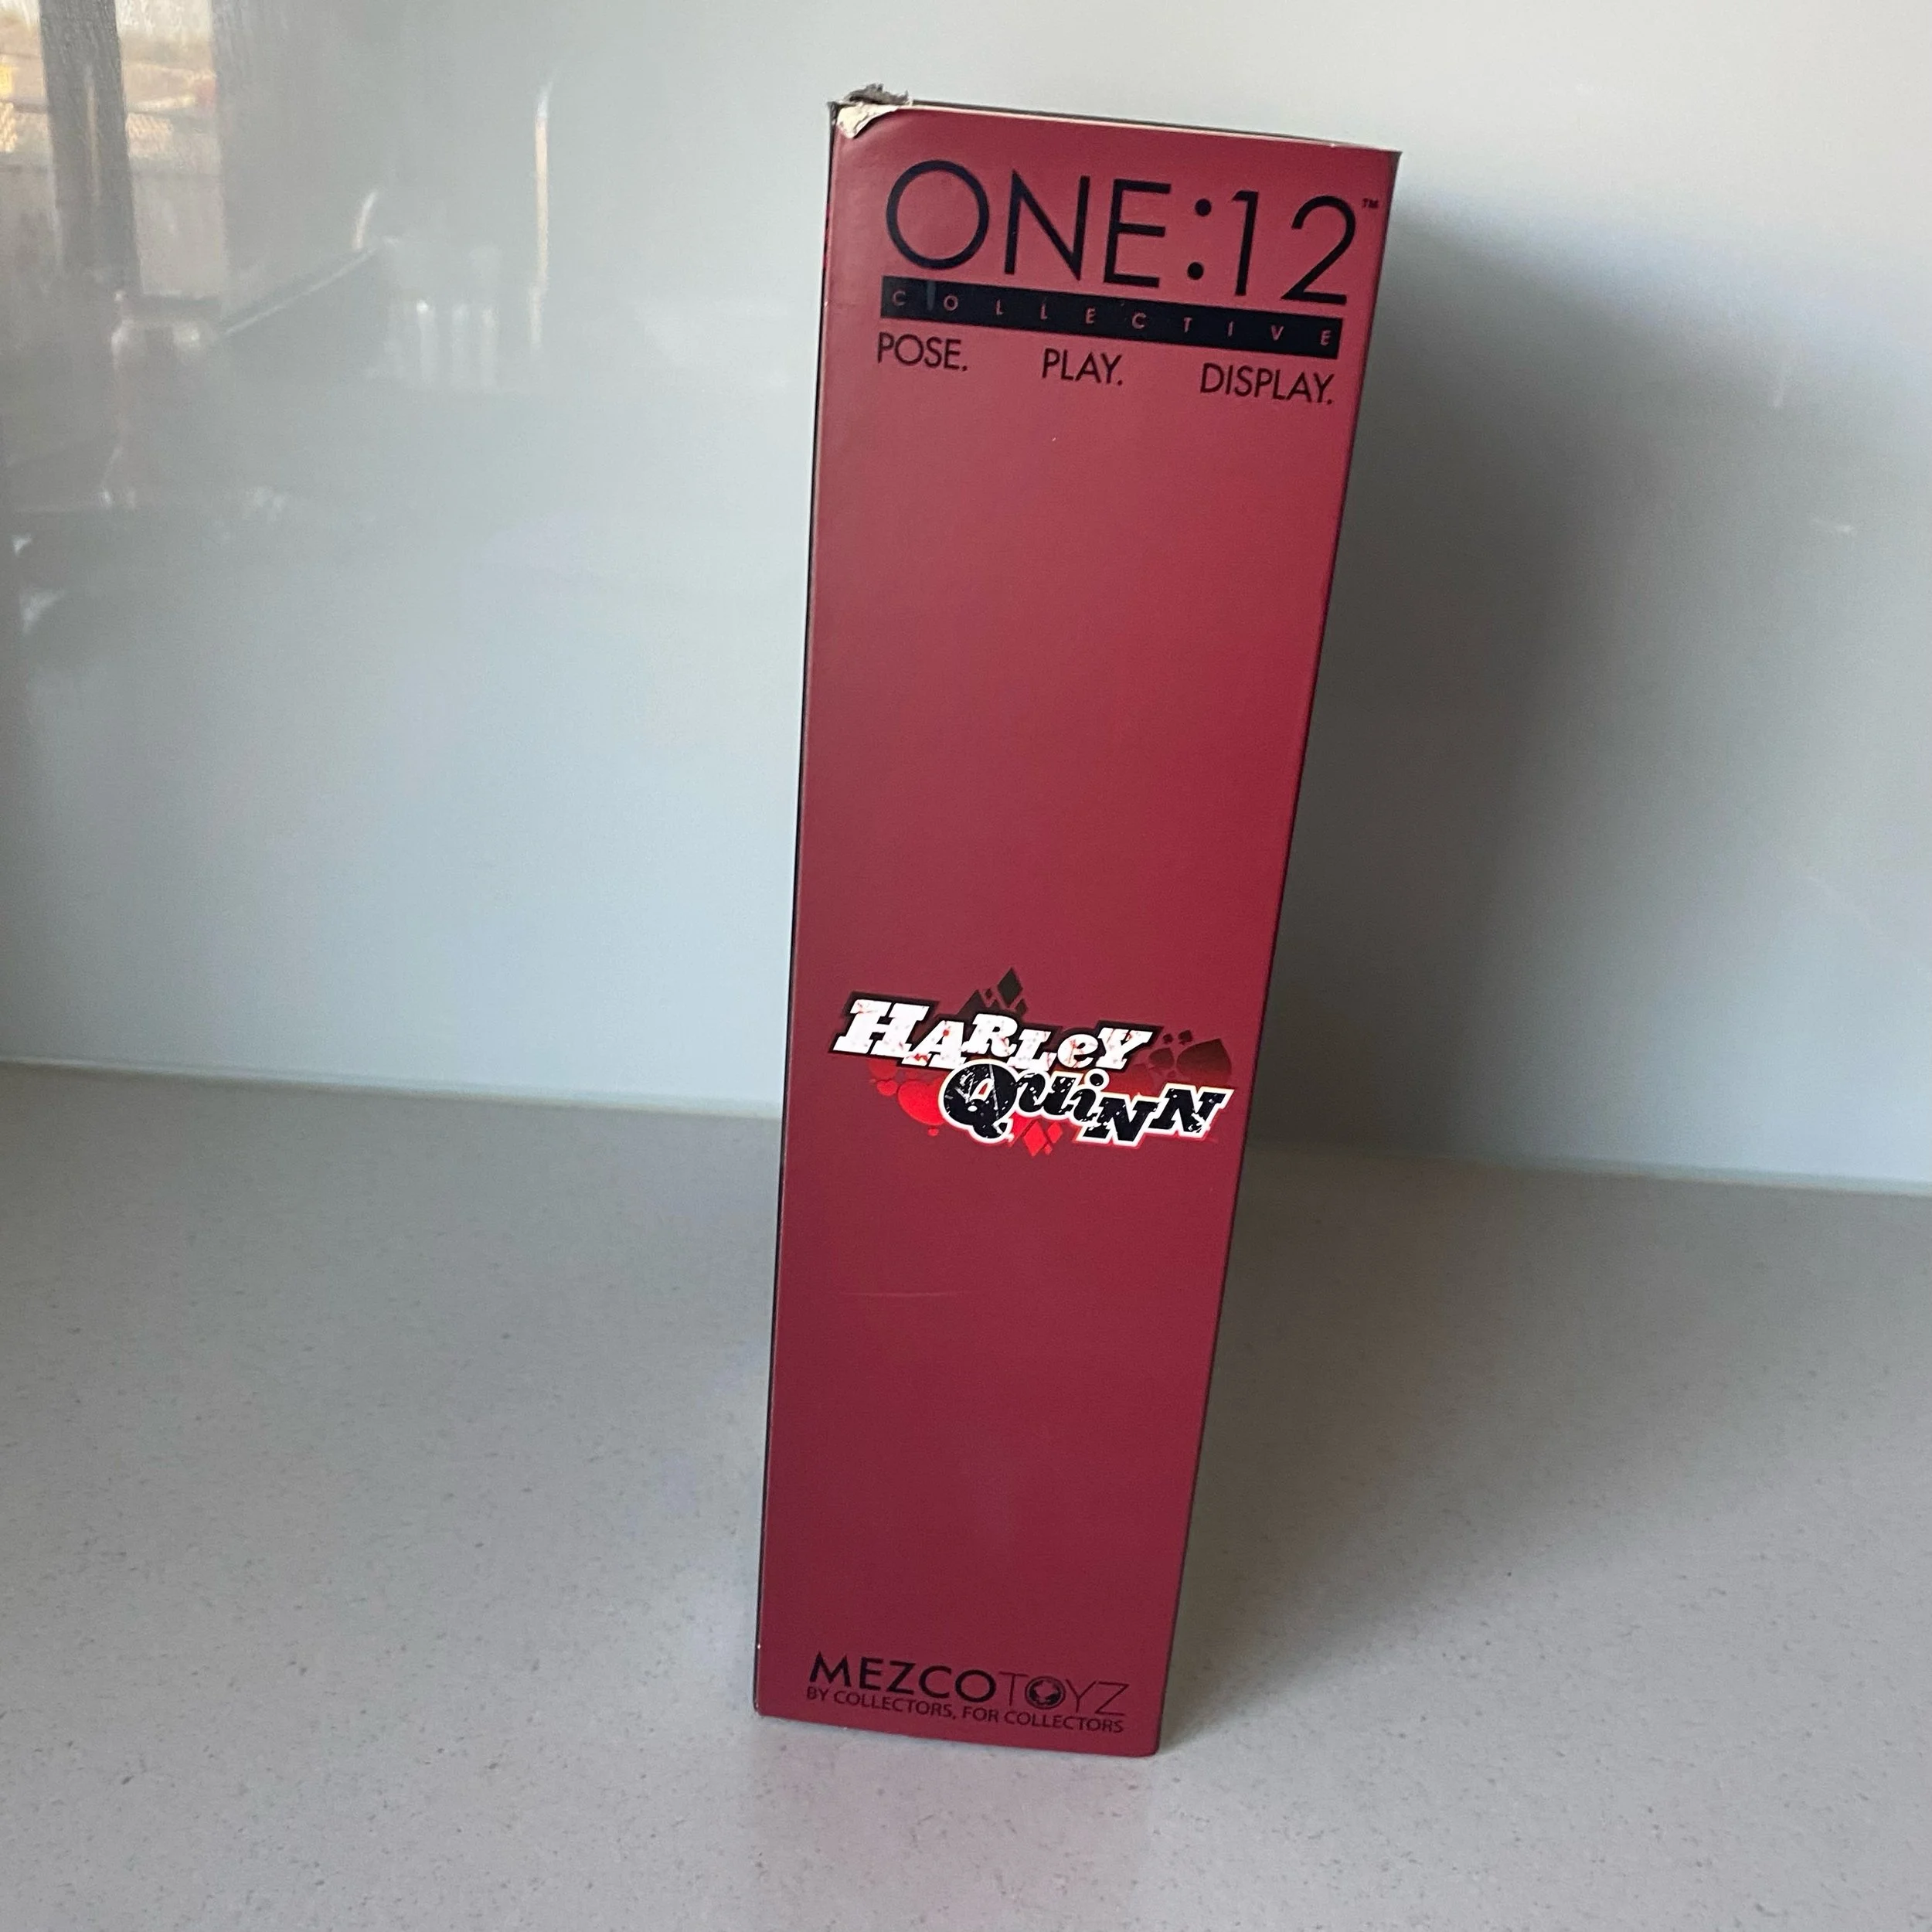 ONE:12™
COLLECTIVE
POSE. PLAY. DISPLAY.
HARLEY
QUINN
MEZCOTOYZ
BY COLLECTORS, FOR COLLECTORS